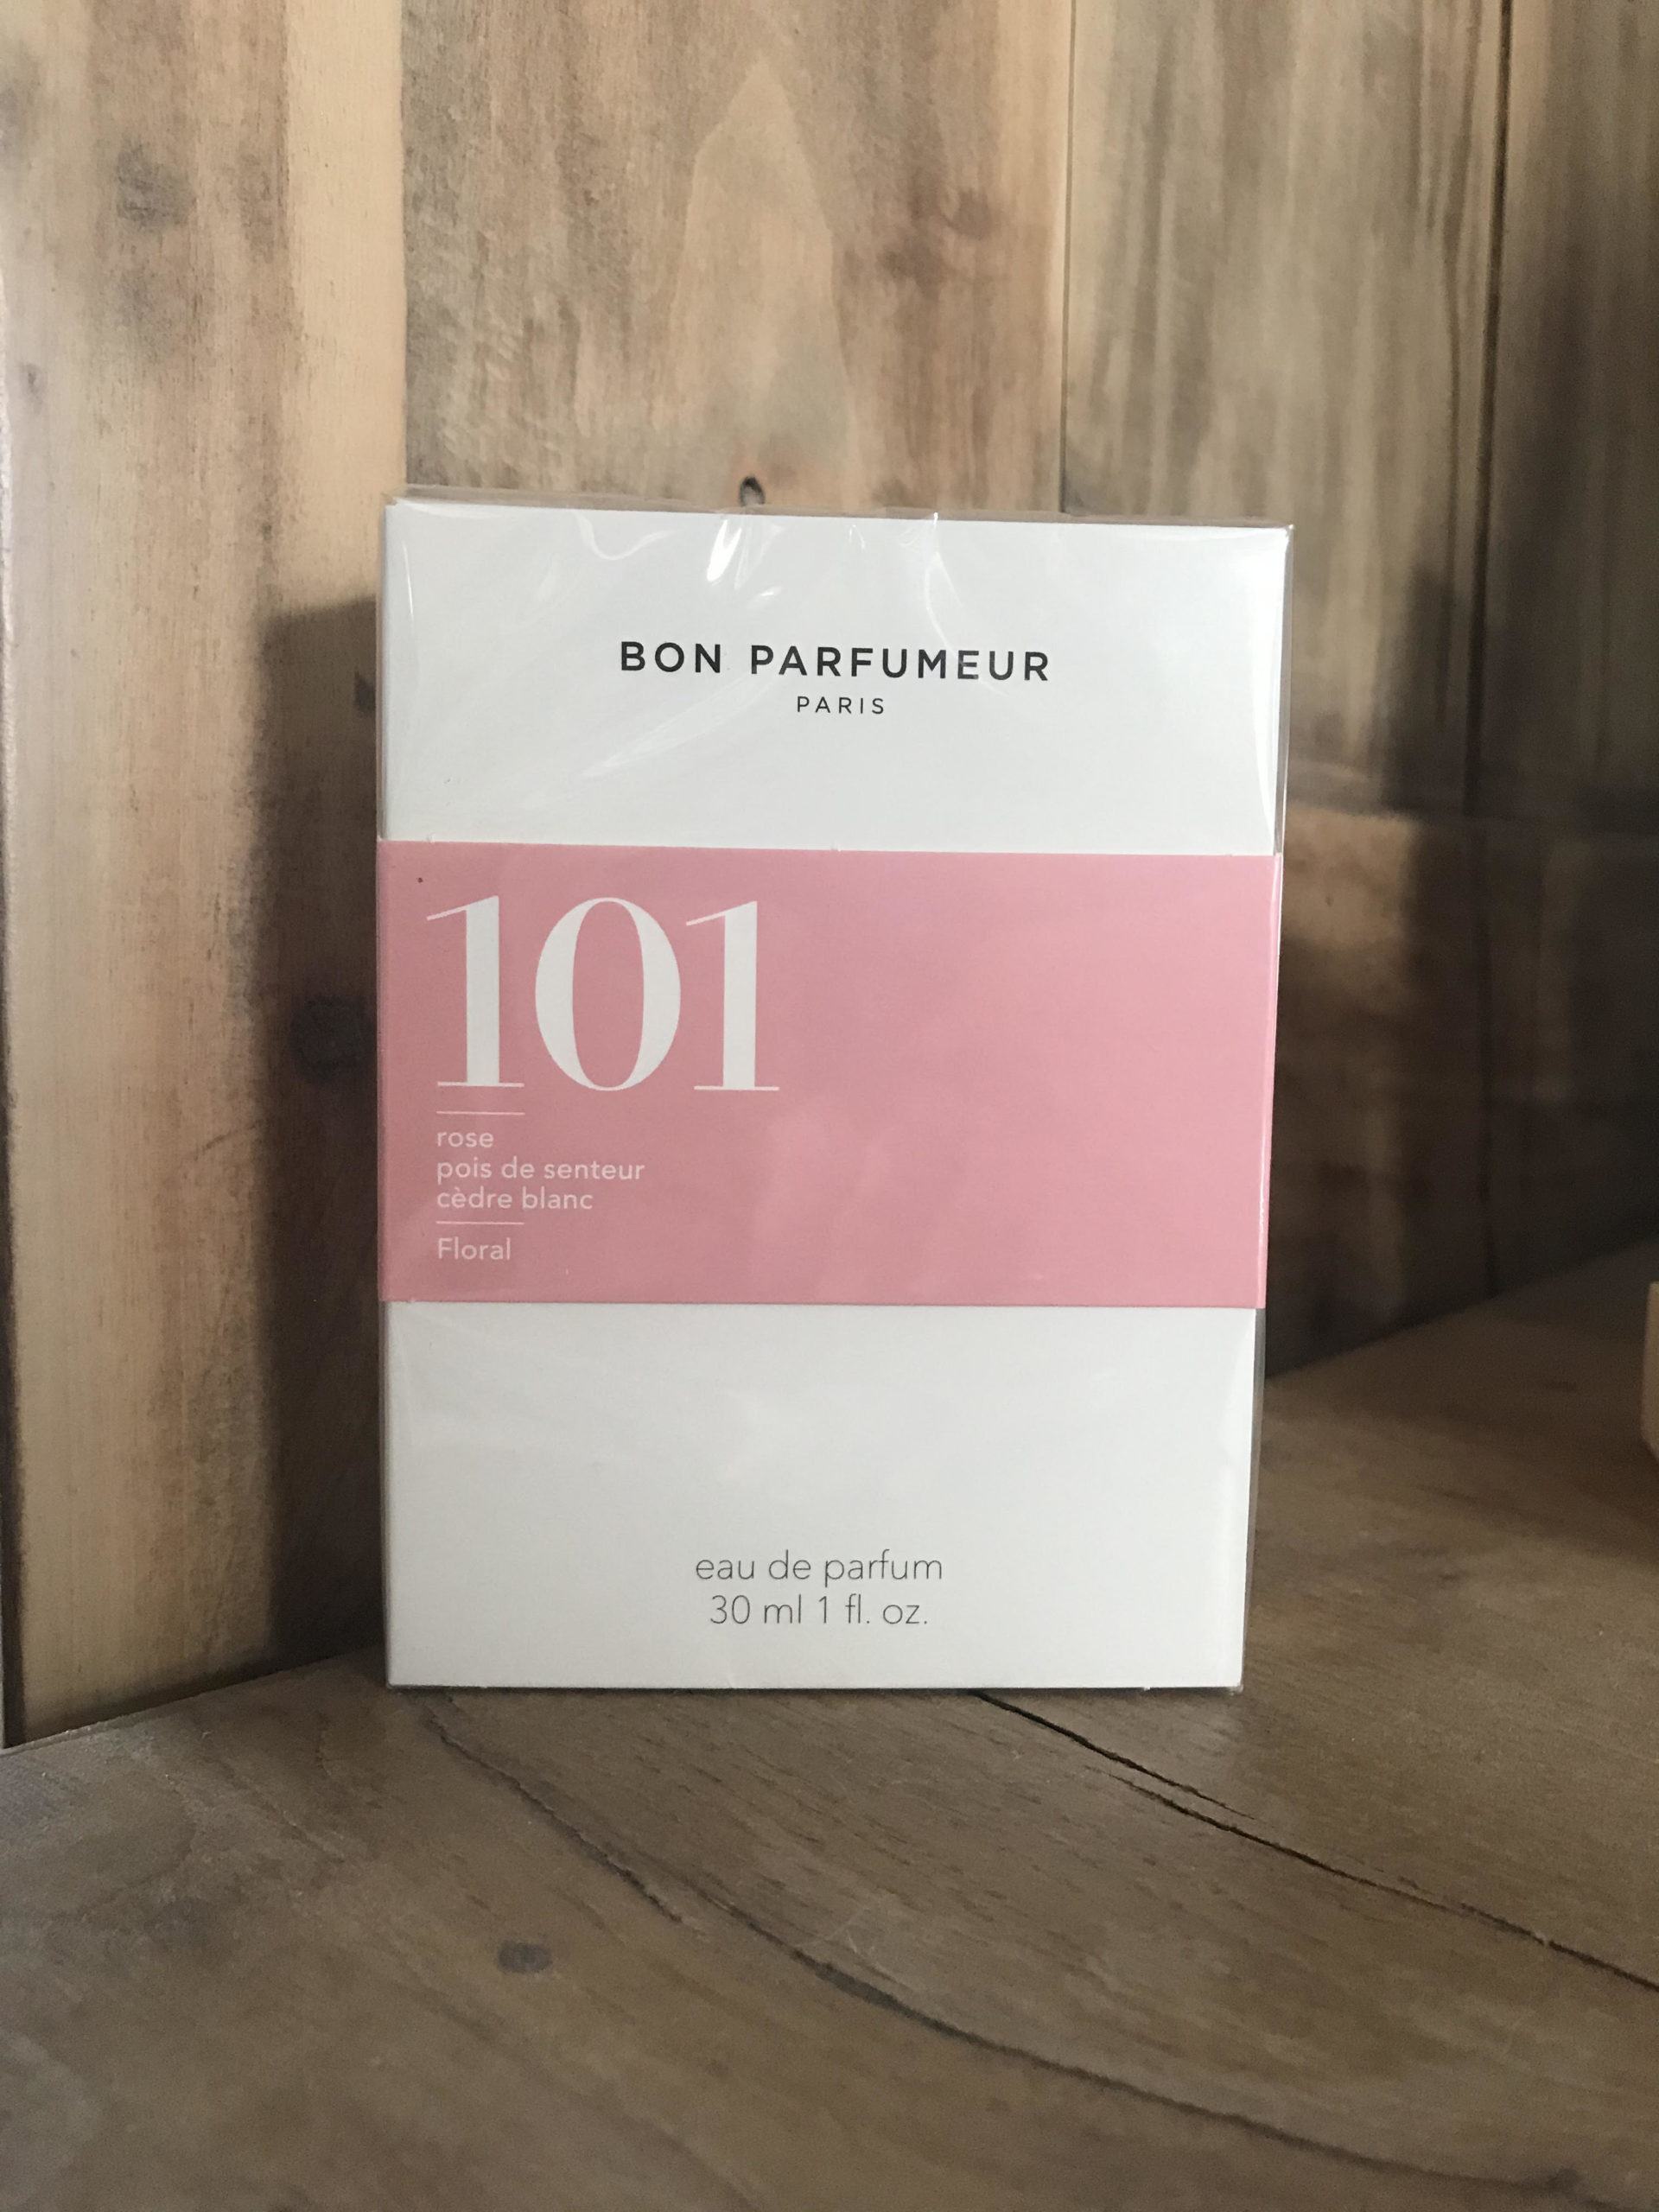 BON PARFUMEUR
PARIS
101
rose
pois de senteur
cèdre blanc
Floral
eau de parfum
30 ml 1 fl. oz.